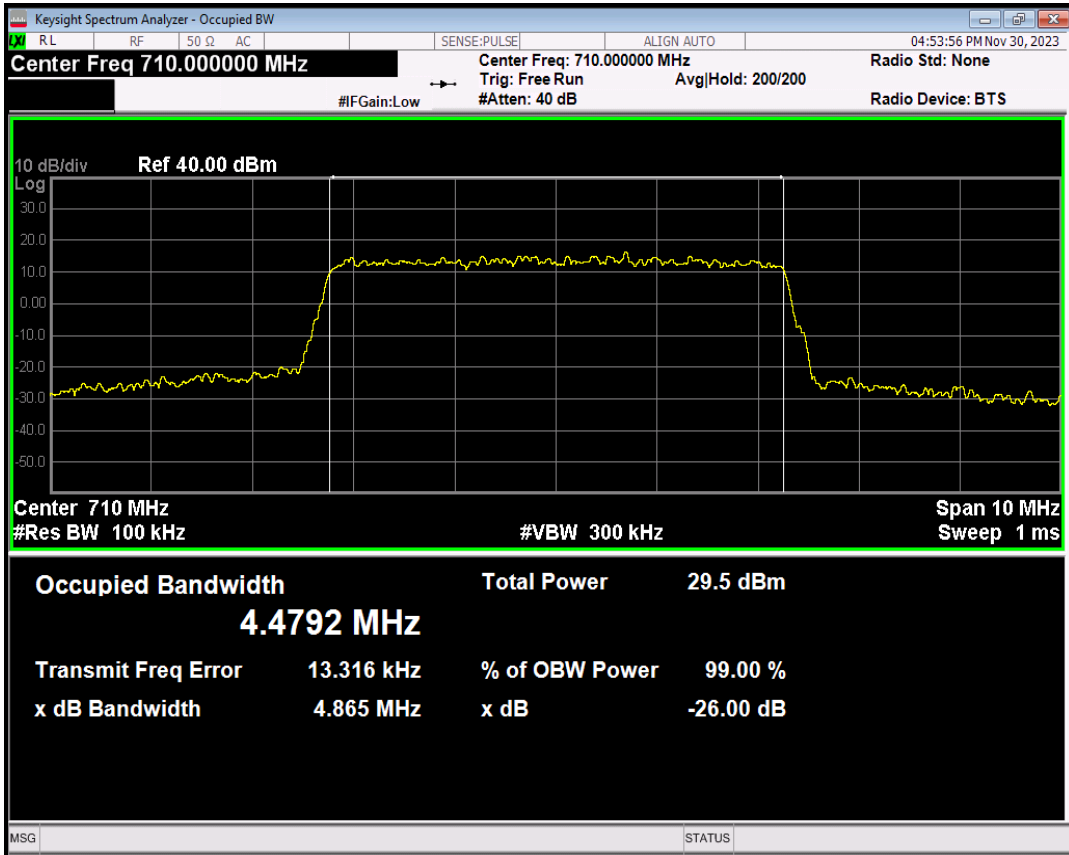 Keysight Spectrum Analyzer - Occupied BW
LXI RL RF 50 Ω AC SENSE:PULSE ALIGN AUTO 04:53:56 PM Nov 30, 2023
Center Freq 710.000000 MHz
Center Freq: 710.000000 MHz
Radio Std: None
Trig: Free Run Avg|Hold: 200/200
#IFGain:Low
#Atten: 40 dB
Radio Device: BTS
10 dB/div Ref 40.00 dBm
Log
30.0
20.0
10.0
0.00
-10.0
-20.0
-30.0
-40.0
-50.0
Center 710 MHz Span 10 MHz
#Res BW 100 kHz #VBW 300 kHz Sweep 1 ms
Occupied Bandwidth Total Power 29.5 dBm
4.4792 MHz
Transmit Freq Error 13.316 kHz % of OBW Power 99.00 %
x dB Bandwidth 4.865 MHz x dB -26.00 dB
MSG STATUS